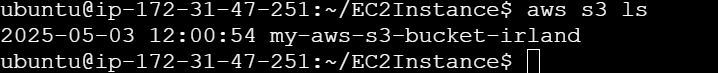 ubuntu@ip-172-31-47-251:~/EC2Instance$ aws s3 ls
2025-05-03 12:00:54 my-aws-s3-bucket-irland
ubuntu@ip-172-31-47-251:~/EC2Instance$